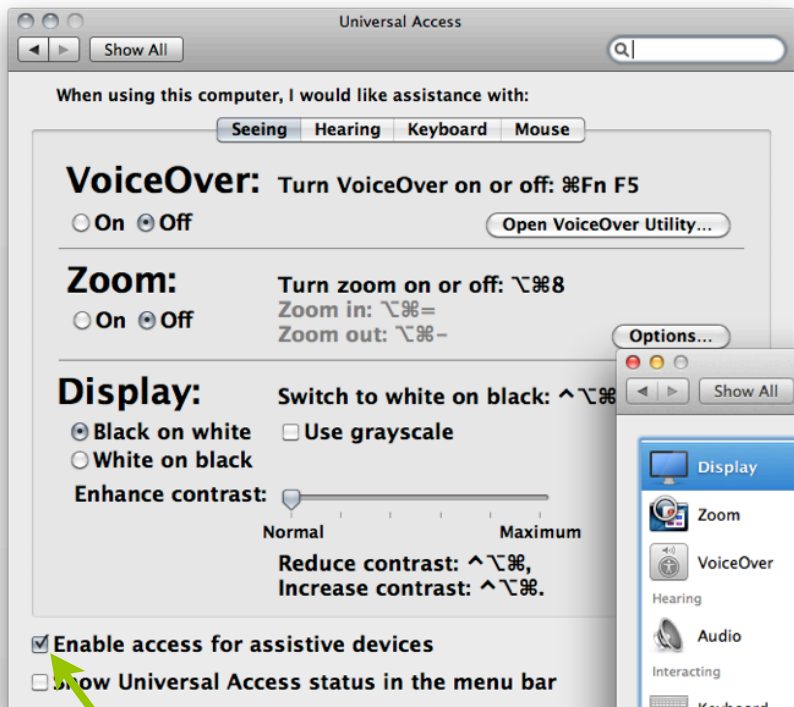 Universal Access
Show All
When using this computer, I would like assistance with:
Seeing Hearing Keyboard Mouse
VoiceOver: Turn VoiceOver on or off: ⌘Fn F5
On Off Open VoiceOver Utility...
Zoom: Turn zoom on or off: ⌥⌘8
Zoom in: ⌥⌘=
On Off
Zoom out: ⌥⌘-
Options...
Display: Switch to white on black: ^⌥⌘
Black on white Use grayscale
White on black
Enhance contrast:
Normal Maximum
Reduce contrast: ^⌥⌘,
Increase contrast: ^⌥⌘.
Enable access for assistive devices
Show Universal Access status in the menu bar
Show All
Display
Zoom
VoiceOver
Hearing
Audio
Interacting
Keyboard